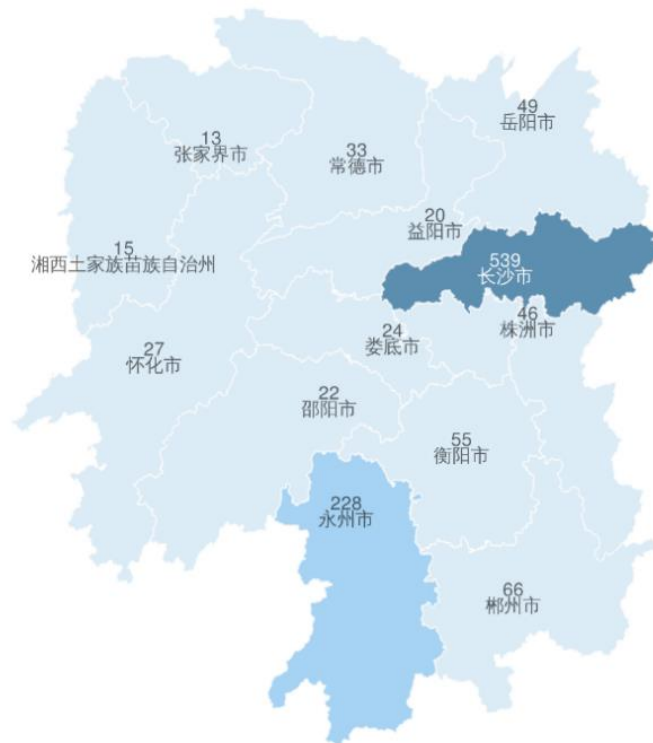 49
岳阳市
13
张家界市
33
常德市
20
益阳市
15
湘西土家族苗族自治州
539
长沙市
46
株洲市
24
娄底市
27
怀化市
22
邵阳市
55
衡阳市
228
永州市
66
郴州市